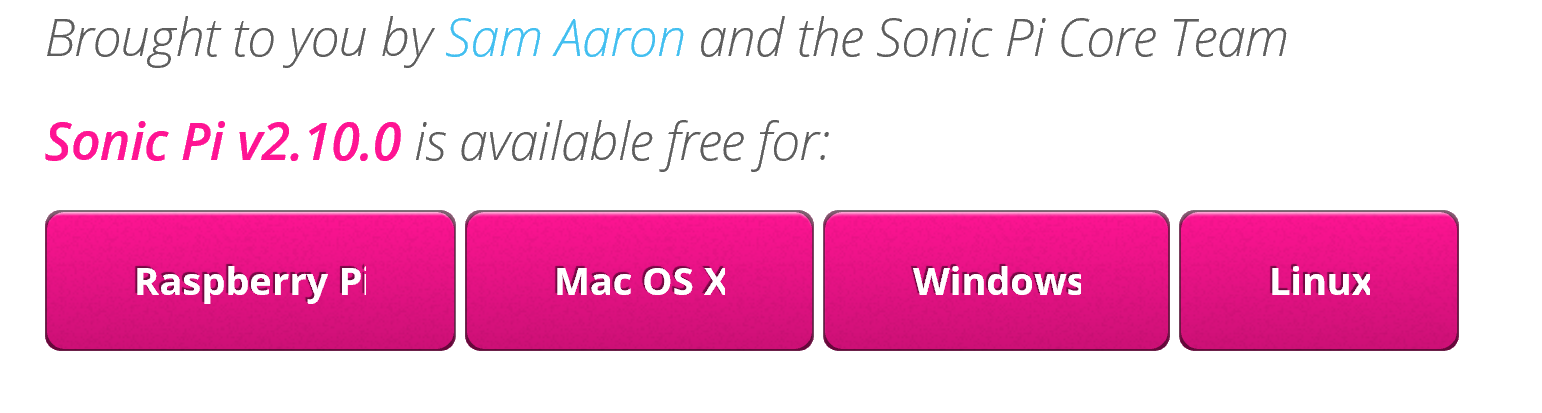 Brought to you by Sam Aaron and the Sonic Pi Core Team
Sonic Pi v2.10.0 is available free for:
Raspberry Pi Mac OS X Windows Linux